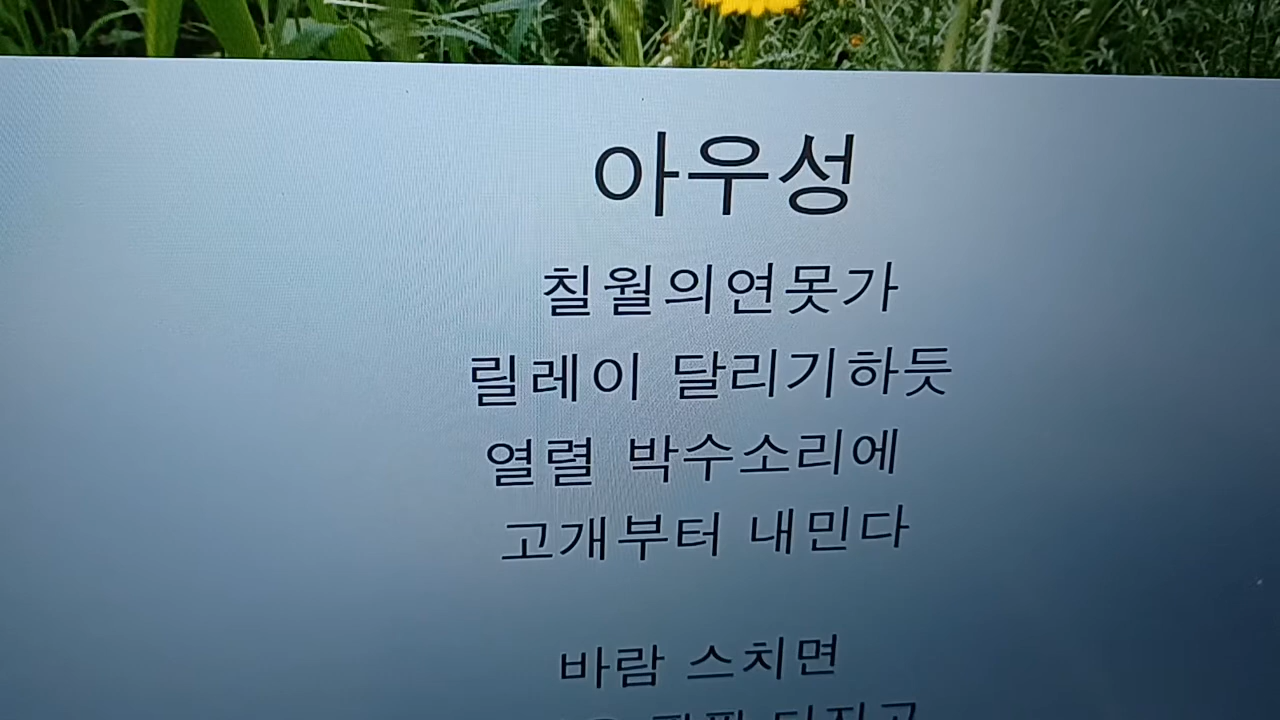 아우성
칠월의연못가
릴레이 달리기하듯
열렬 박수소리에
고개부터 내민다
바람 스치면